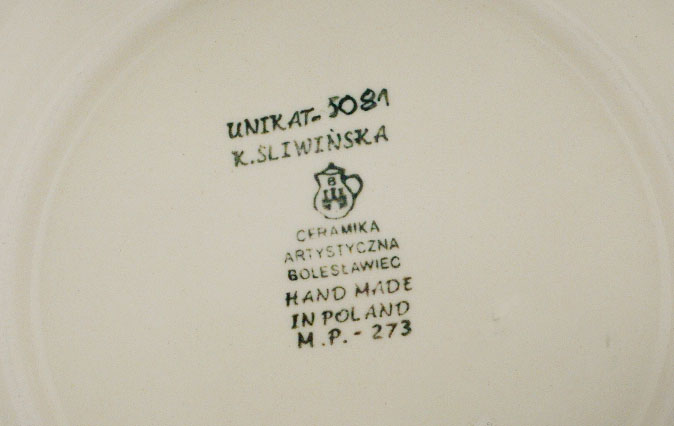 UNIKAT- 5081
K.ŚLIWIŃSKA
B
CERAMIKA
ARTYSTYCZNA
BOLESŁAWIEC
HAND MADE
IN POLAND
M.P.- 273